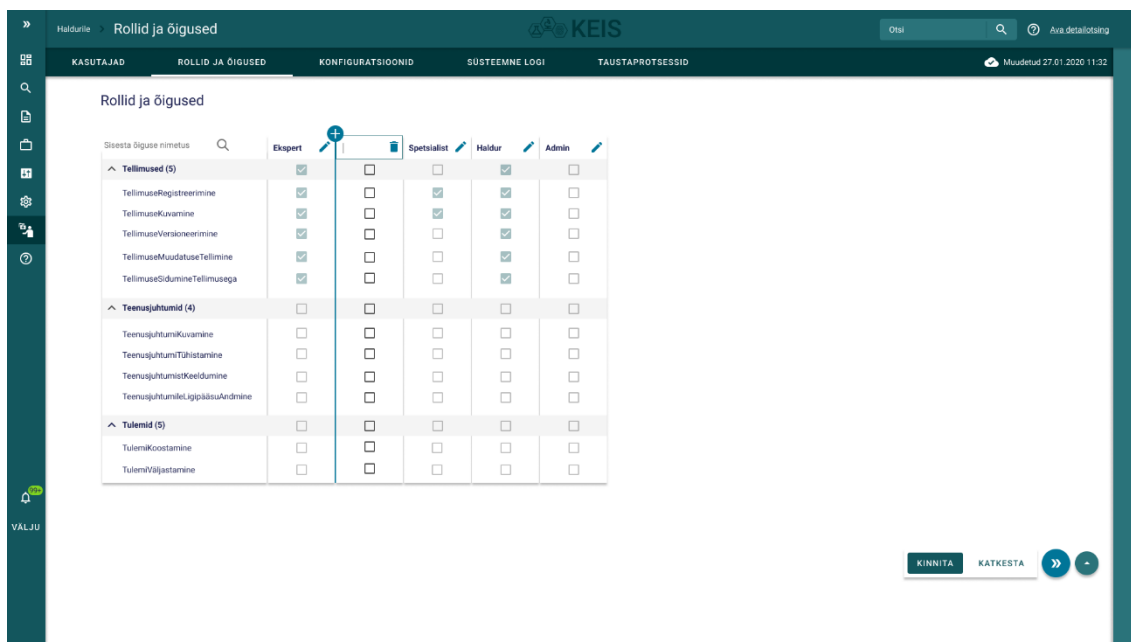 Haldurile > Rollid ja õigused
KEIS
Otsi
Ava detailotsing
KASUTAJAD ROLLID JA ÕIGUSED KONFIGURATSIOONID SÜSTEEMNE LOGI TAUSTAPROTSESSID
Muudetud 27.01.2020 11:32
Rollid ja õigused
Sisesta õiguse nimetus
Ekspert Spetsialist Haldur Admin
Tellimused (5)
TellimuseRegistreerimine
TellimuseKuvamine
TellimuseVersioneerimine
TellimuseMuudatuseTellimine
TellimuseSidumineTellimusega
Teenusjuhtumid (4)
TeenusjuhtumiKuvamine
TeenusjuhtumiTühistamine
TeenusjuhtumistKeeldumine
TeenusjuhtumileLigipääsuAndmine
Tulemid (5)
TulemiKoostamine
TulemiVäljastamine
99+
VÄLJU
KINNITA KATKESTA